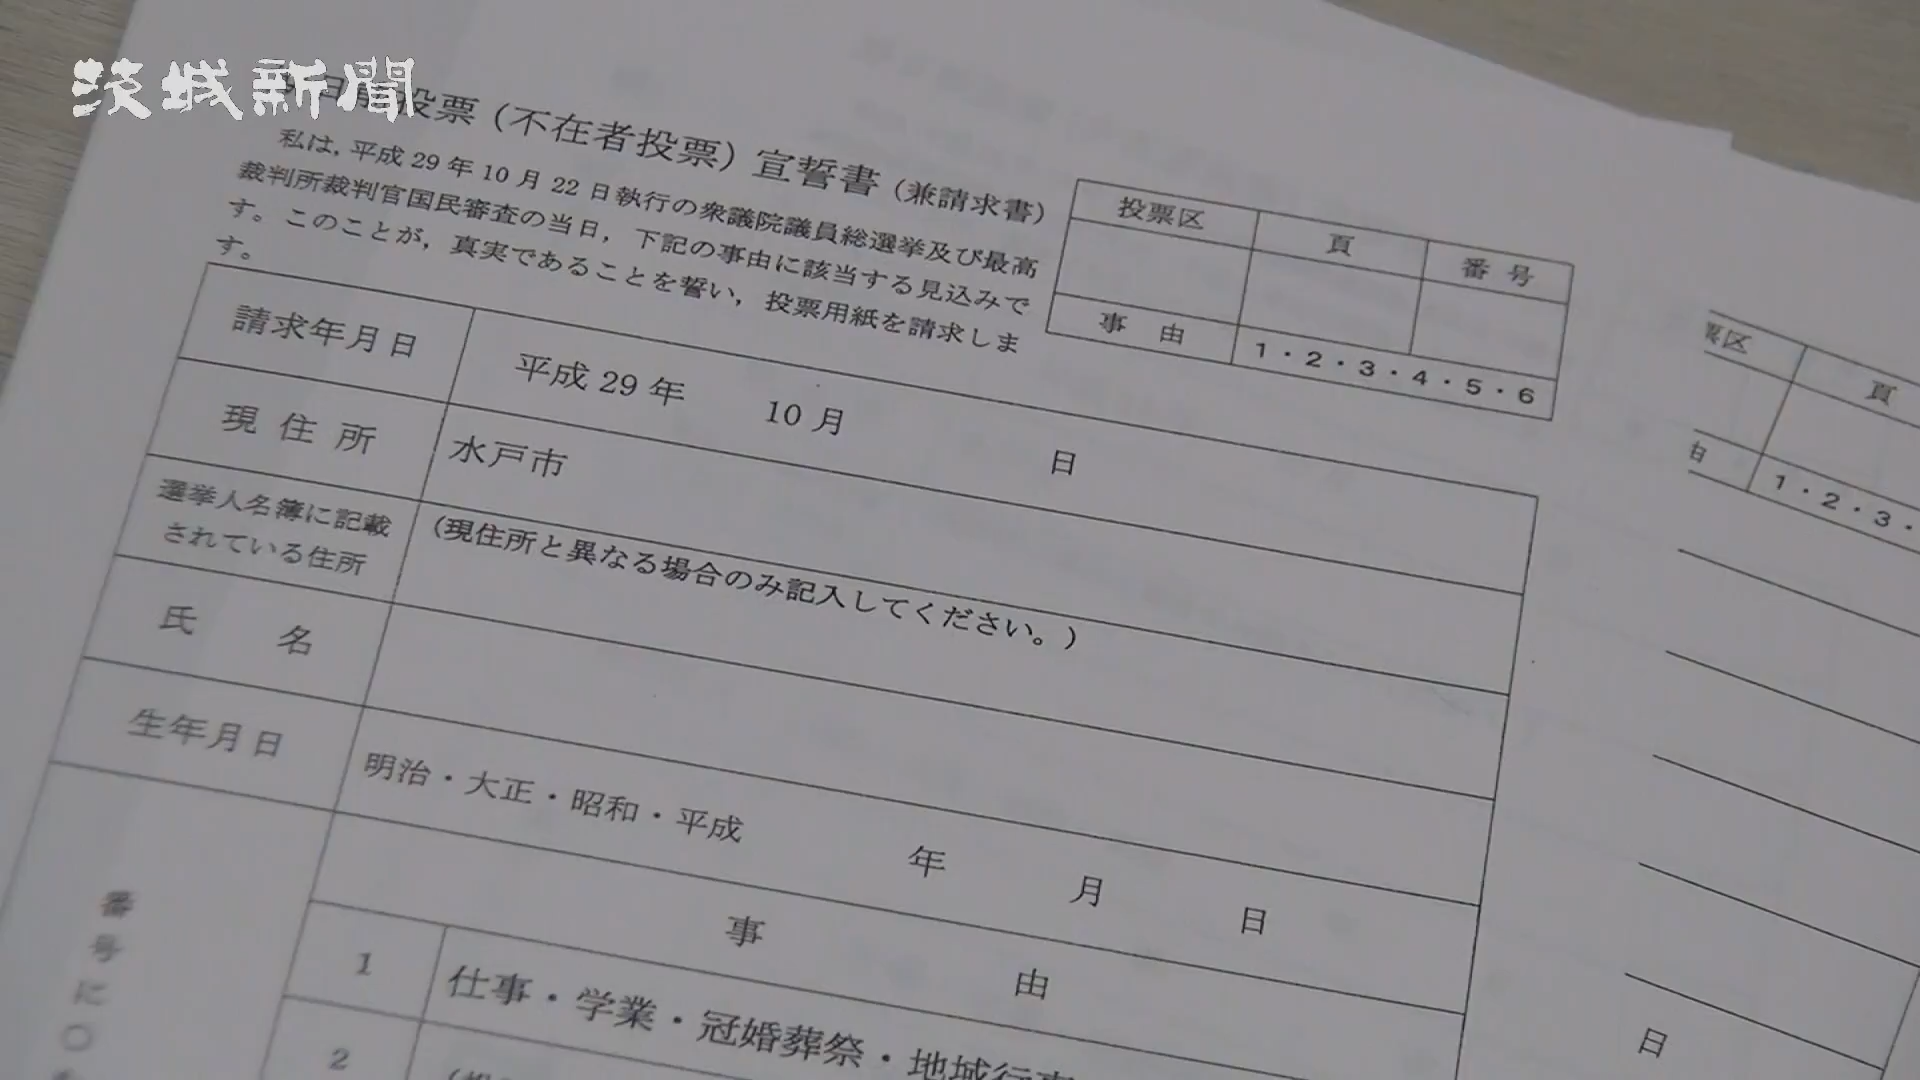 茨城新聞
投票(不在者投票)宣誓書(兼請求書)
私は,平成29年10月22日執行の衆議院議員総選挙及び最高
裁判所裁判官国民審査の当日,下記の事由に該当する見込みで
す。このことが,真実であることを誓い,投票用紙を請求しま
す。
投票区 頁 番号
事由 1・2・3・4・5・6
請求年月日 平成29年 10月 日
現住所 水戸市
選挙人名簿に記載
されている住所
(現住所と異なる場合のみ記入してください。)
氏名
生年月日 明治・大正・昭和・平成 年 月 日
事由
番号に〇
1 仕事・学業・冠婚葬祭・地域行事
2
票区 頁
由 1・2・3・
日